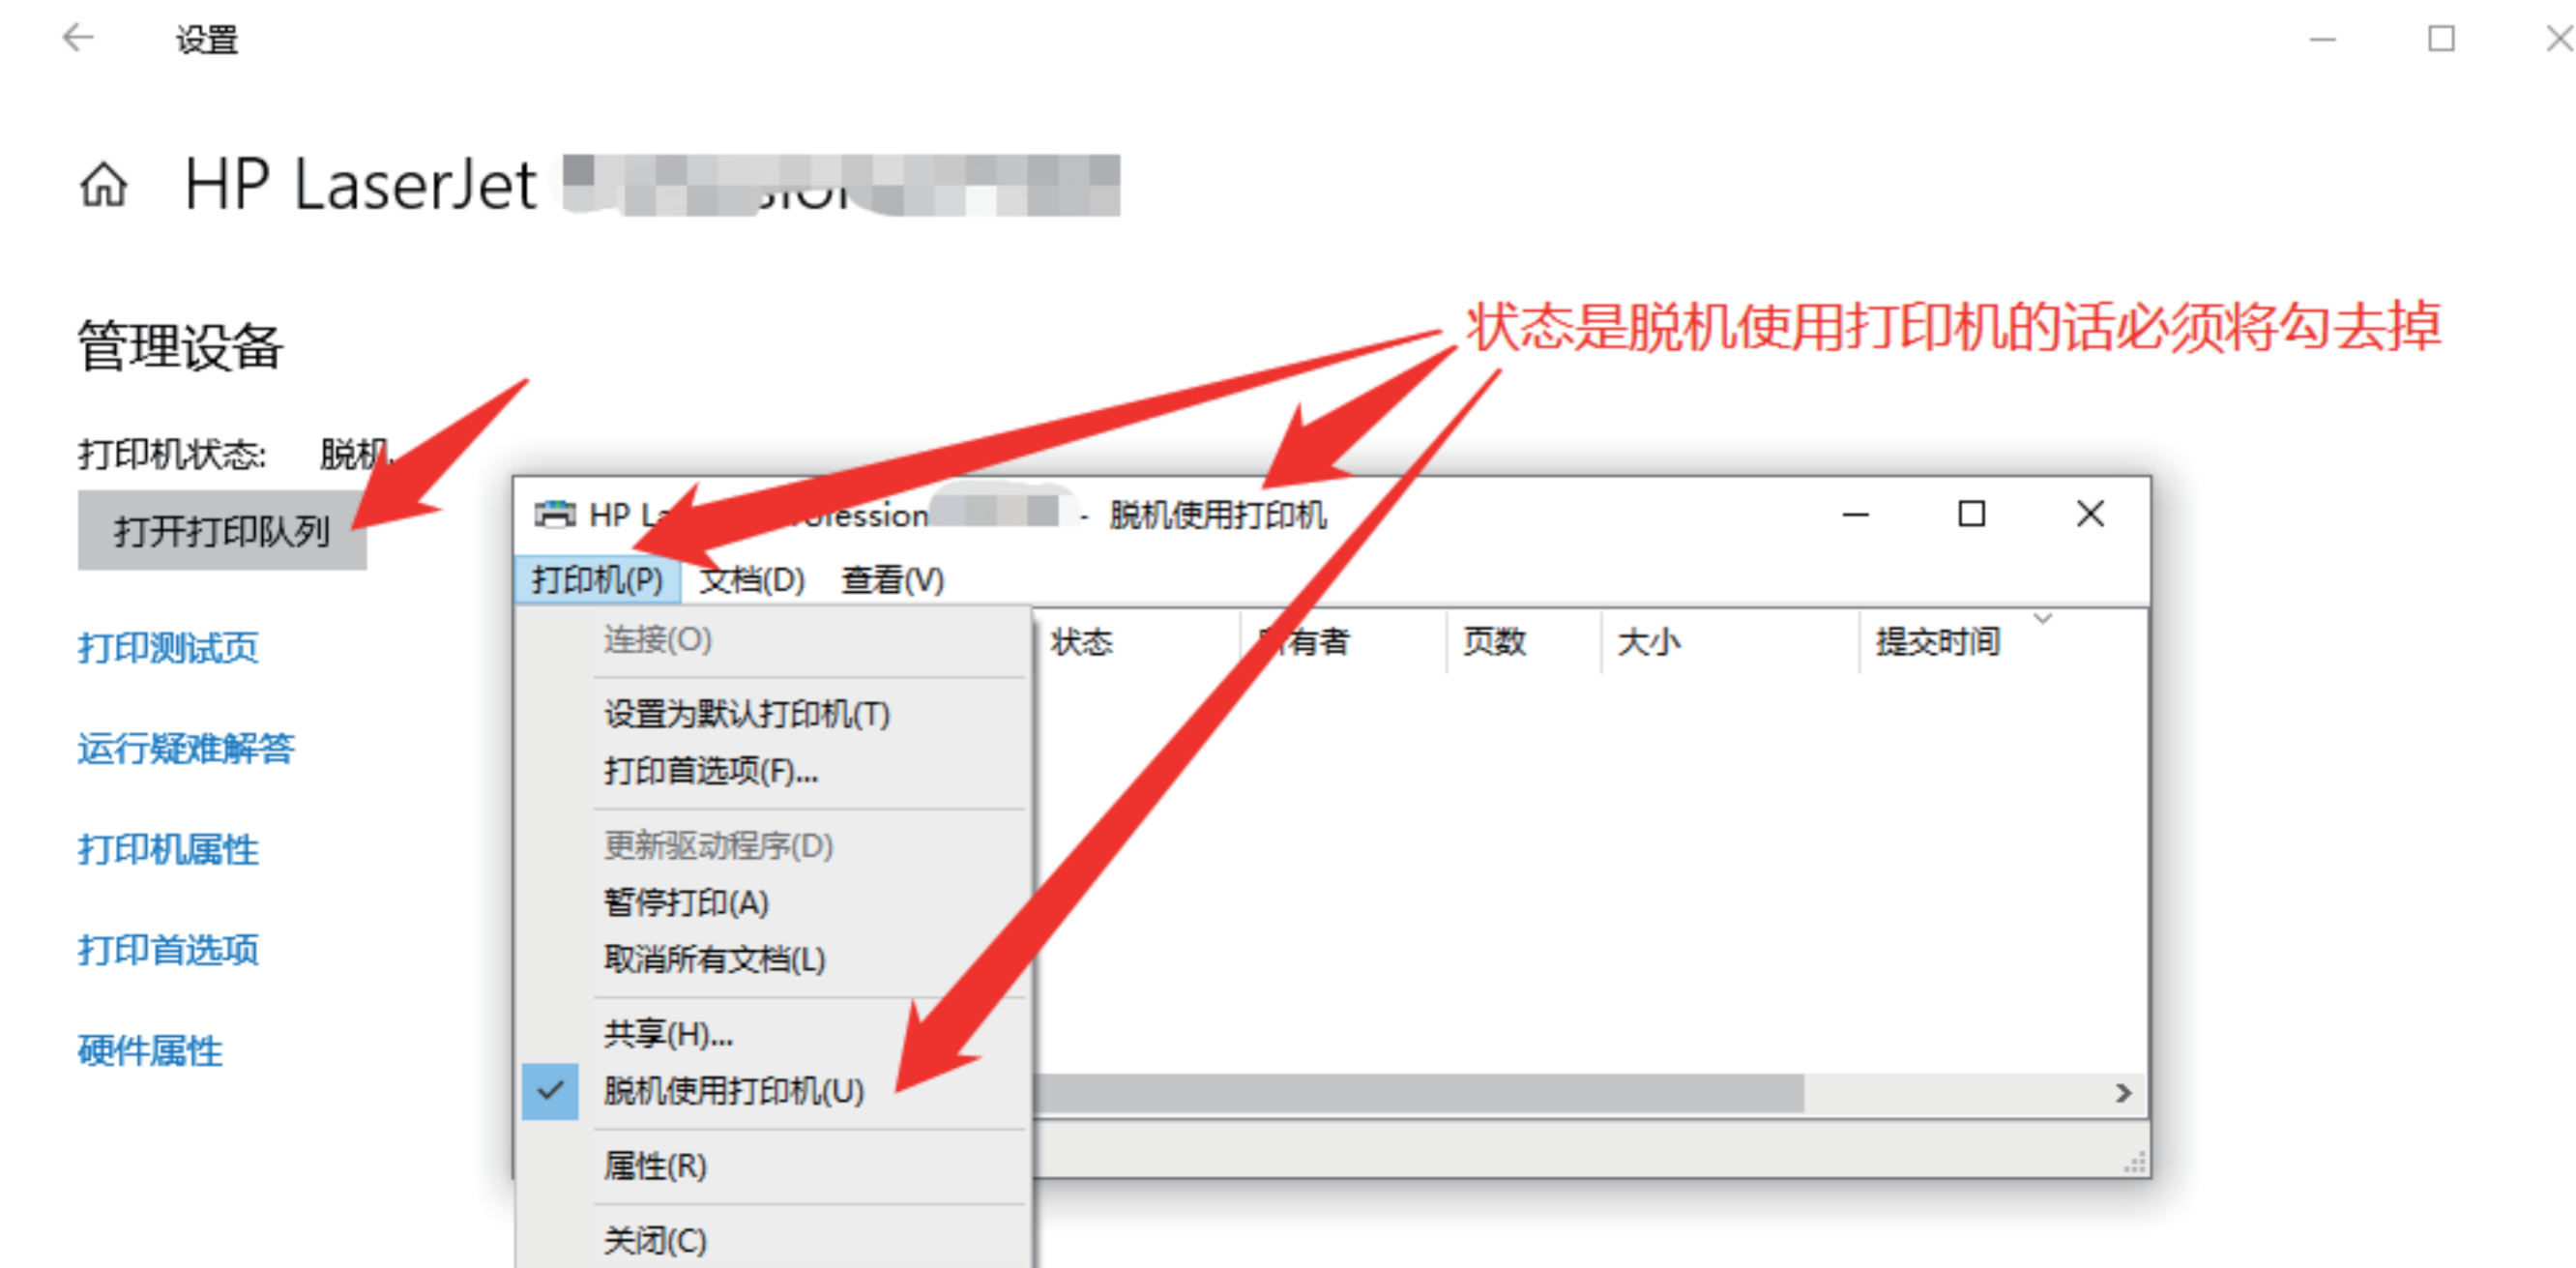 设置
HP LaserJet
管理设备
状态是脱机使用打印机的话必须将勾去掉
打印机状态: 脱机
打开打印队列
HP - 脱机使用打印机
打印机(P) 文档(D) 查看(V)
连接(O)
状态 所有者 页数 大小 提交时间
打印测试页
设置为默认打印机(T)
运行疑难解答
打印首选项(F)...
打印机属性
更新驱动程序(D)
暂停打印(A)
打印首选项
取消所有文档(L)
共享(H)...
硬件属性
脱机使用打印机(U)
属性(R)
关闭(C)